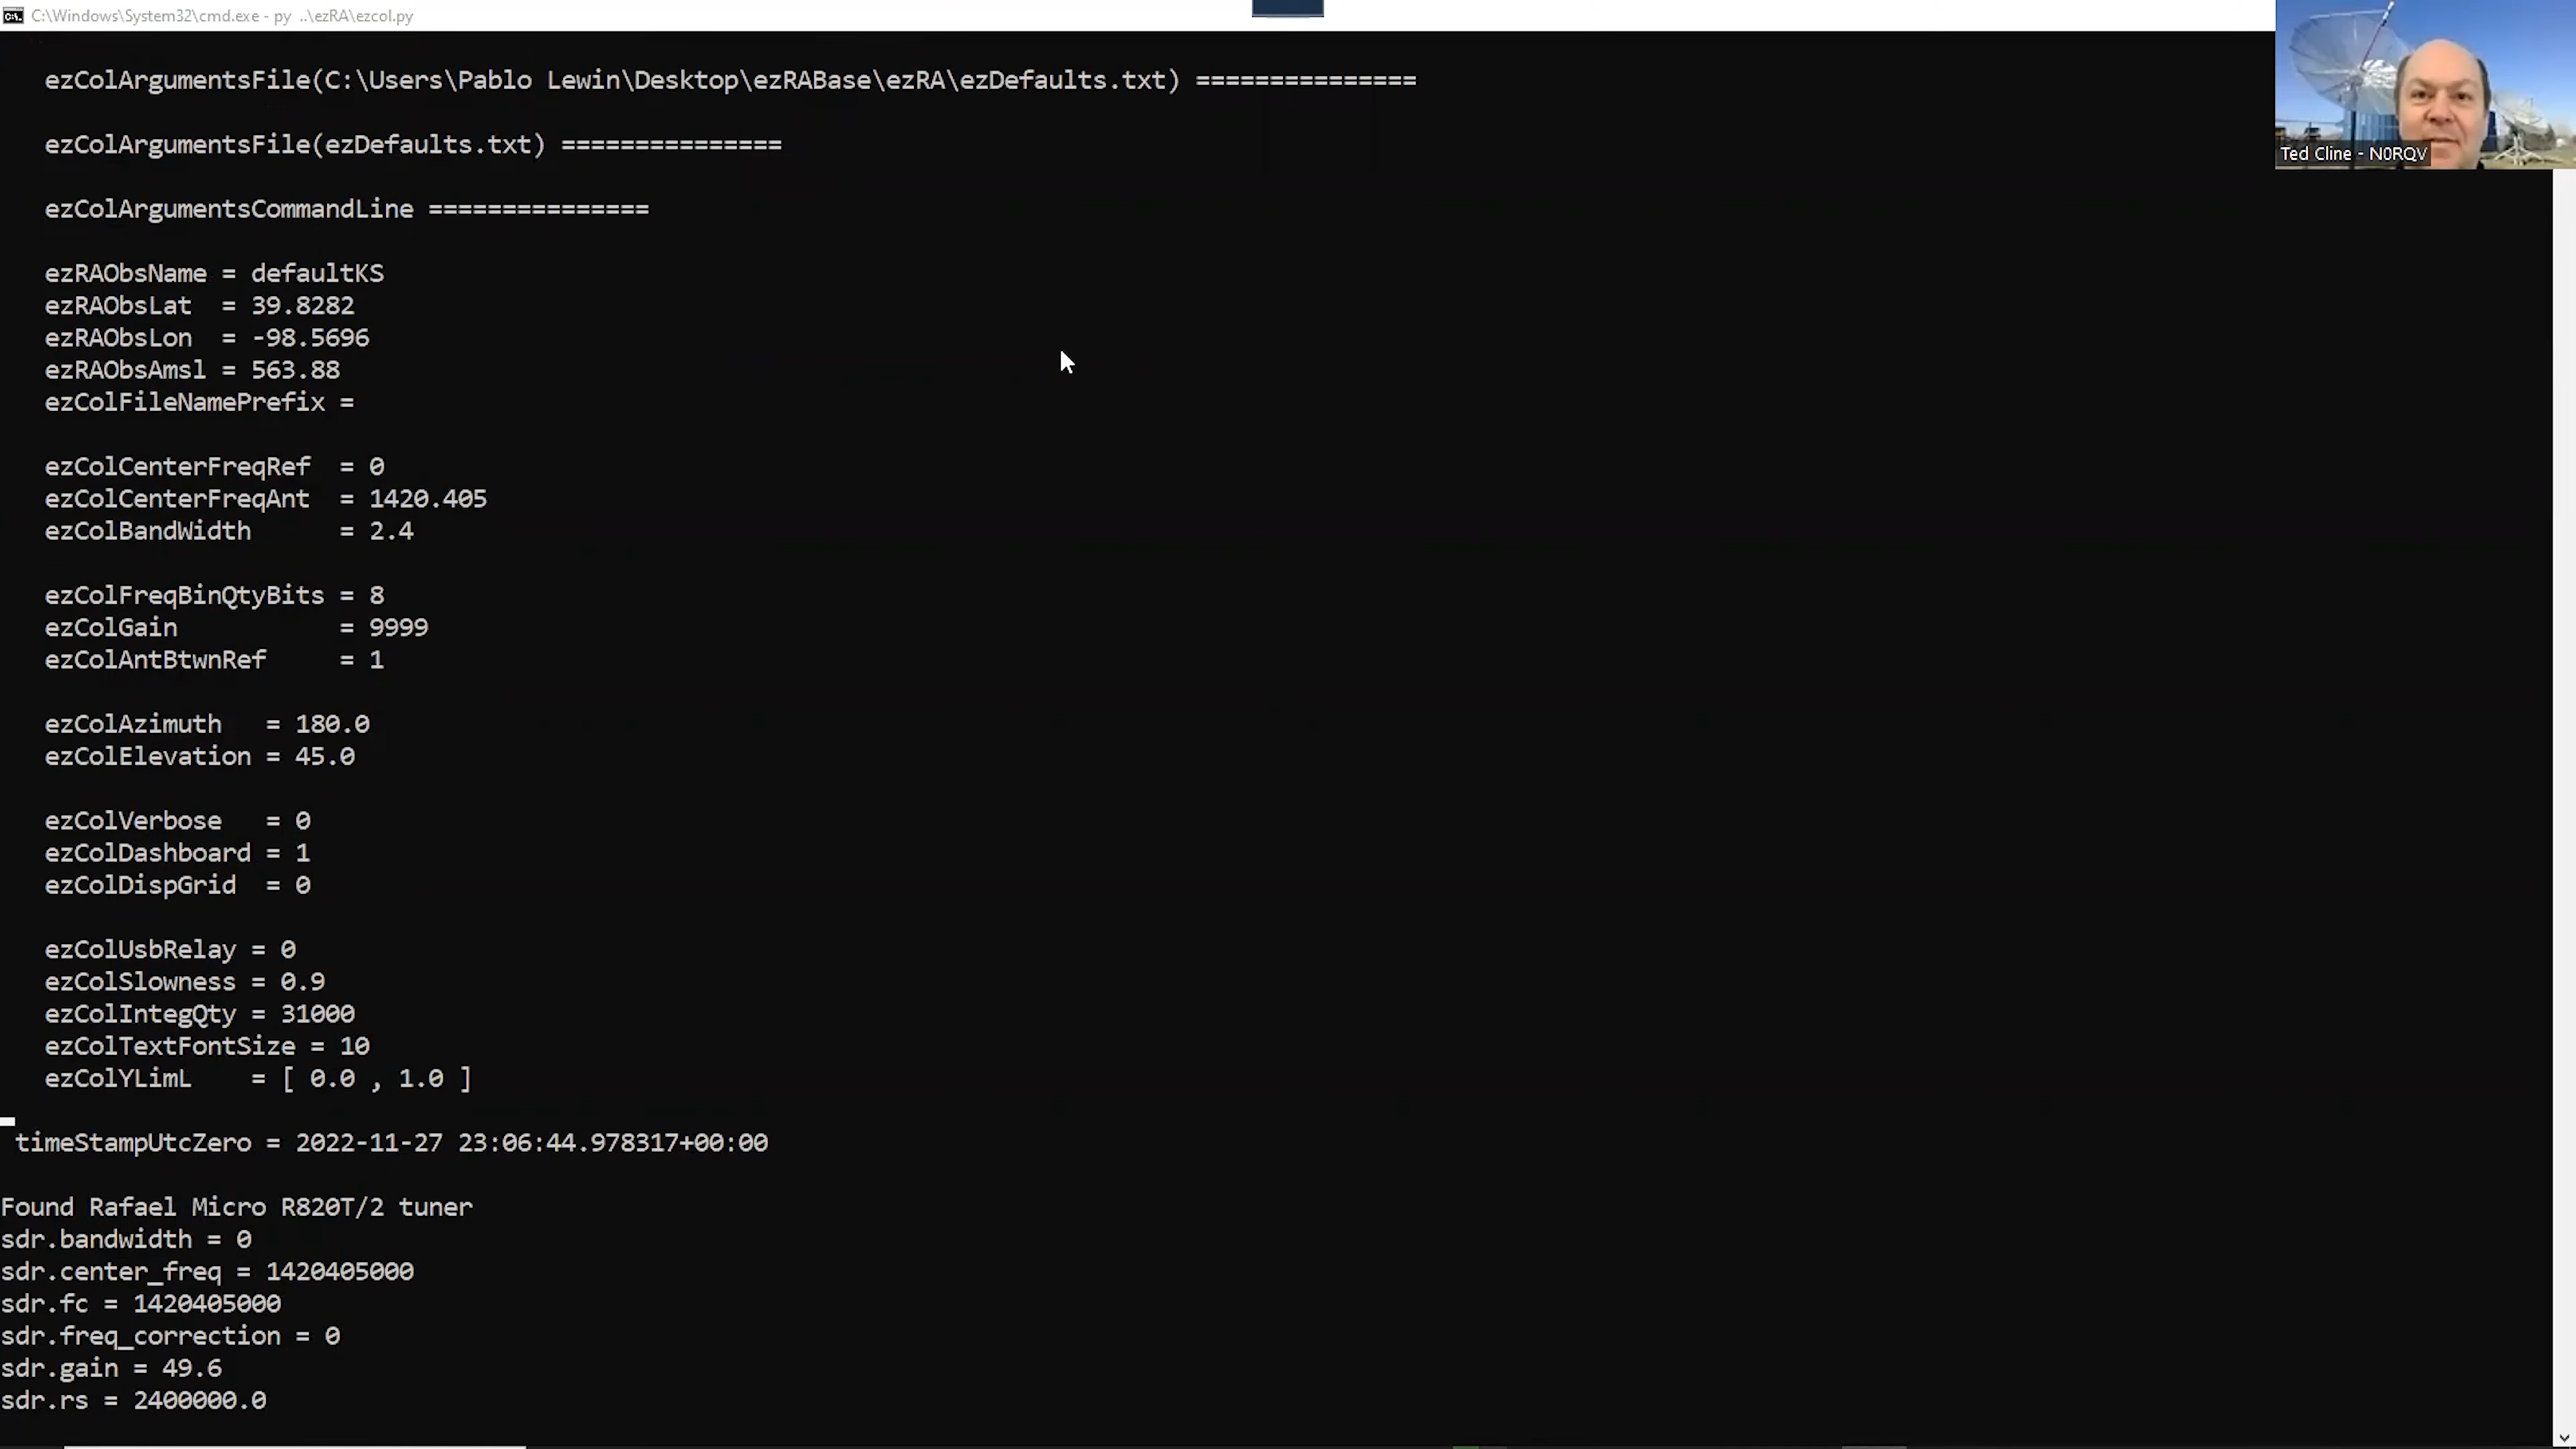 C:\Windows\System32\cmd.exe - py ..\ezRA\ezcol.py
Ted Cline - N0RQV
ezColArgumentsFile(C:\Users\Pablo Lewin\Desktop\ezRABase\ezRA\ezDefaults.txt) ===============
ezColArgumentsFile(ezDefaults.txt) ===============
ezColArgumentsCommandLine ===============
ezRAObsName = defaultKS
ezRAObsLat  = 39.8282
ezRAObsLon  = -98.5696
ezRAObsAmsl = 563.88
ezColFileNamePrefix =
ezColCenterFreqRef  = 0
ezColCenterFreqAnt  = 1420.405
ezColBandWidth      = 2.4
ezColFreqBinQtyBits = 8
ezColGain           = 9999
ezColAntBtwnRef     = 1
ezColAzimuth   = 180.0
ezColElevation = 45.0
ezColVerbose   = 0
ezColDashboard = 1
ezColDispGrid  = 0
ezColUsbRelay = 0
ezColSlowness = 0.9
ezColIntegQty = 31000
ezColTextFontSize = 10
ezColYLimL    = [ 0.0 , 1.0 ]
timeStampUtcZero = 2022-11-27 23:06:44.978317+00:00
Found Rafael Micro R820T/2 tuner
sdr.bandwidth = 0
sdr.center_freq = 1420405000
sdr.fc = 1420405000
sdr.freq_correction = 0
sdr.gain = 49.6
sdr.rs = 2400000.0